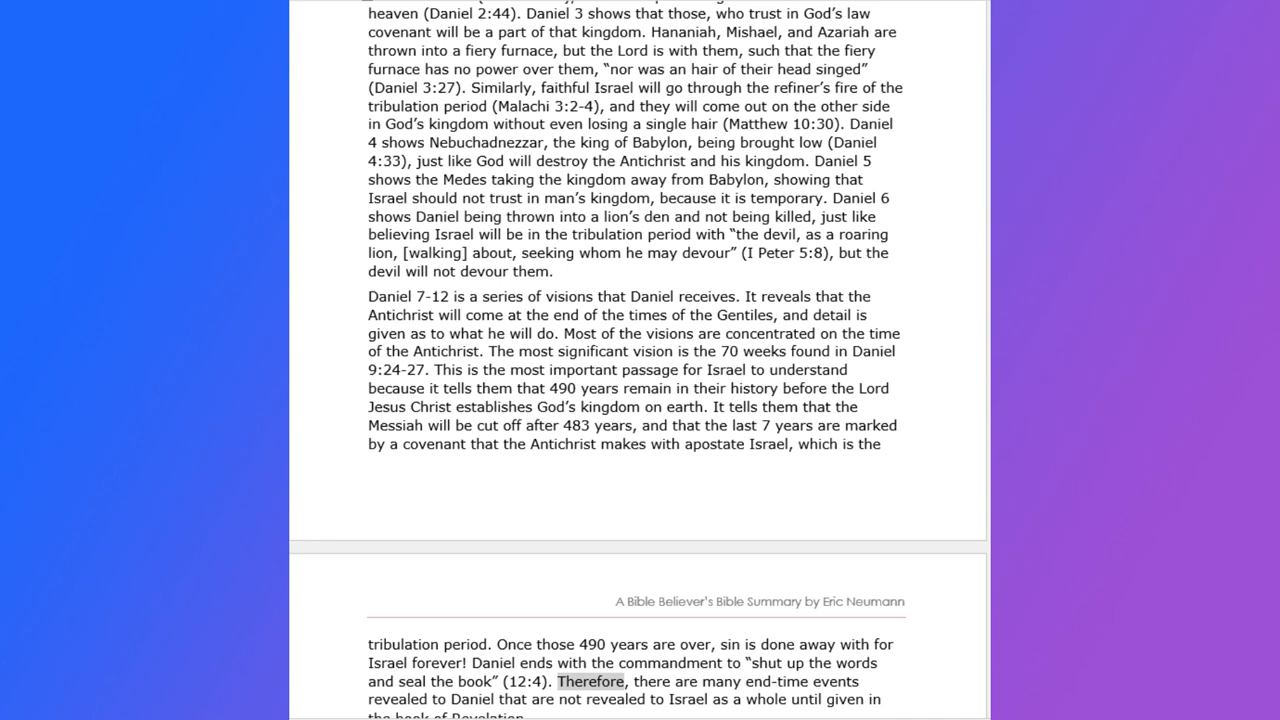 heaven (Daniel 2:44). Daniel 3 shows that those, who trust in God’s law
covenant will be a part of that kingdom. Hananiah, Mishael, and Azariah are
thrown into a fiery furnace, but the Lord is with them, such that the fiery
furnace has no power over them, “nor was an hair of their head singed”
(Daniel 3:27). Similarly, faithful Israel will go through the refiner’s fire of the
tribulation period (Malachi 3:2-4), and they will come out on the other side
in God’s kingdom without even losing a single hair (Matthew 10:30). Daniel
4 shows Nebuchadnezzar, the king of Babylon, being brought low (Daniel
4:33), just like God will destroy the Antichrist and his kingdom. Daniel 5
shows the Medes taking the kingdom away from Babylon, showing that
Israel should not trust in man’s kingdom, because it is temporary. Daniel 6
shows Daniel being thrown into a lion’s den and not being killed, just like
believing Israel will be in the tribulation period with “the devil, as a roaring
lion, [walking] about, seeking whom he may devour” (I Peter 5:8), but the
devil will not devour them.
Daniel 7-12 is a series of visions that Daniel receives. It reveals that the
Antichrist will come at the end of the times of the Gentiles, and detail is
given as to what he will do. Most of the visions are concentrated on the time
of the Antichrist. The most significant vision is the 70 weeks found in Daniel
9:24-27. This is the most important passage for Israel to understand
because it tells them that 490 years remain in their history before the Lord
Jesus Christ establishes God’s kingdom on earth. It tells them that the
Messiah will be cut off after 483 years, and that the last 7 years are marked
by a covenant that the Antichrist makes with apostate Israel, which is the
A Bible Believer’s Bible Summary by Eric Neumann
tribulation period. Once those 490 years are over, sin is done away with for
Israel forever! Daniel ends with the commandment to “shut up the words
and seal the book” (12:4). Therefore, there are many end-time events
revealed to Daniel that are not revealed to Israel as a whole until given in
the book of Revelation.